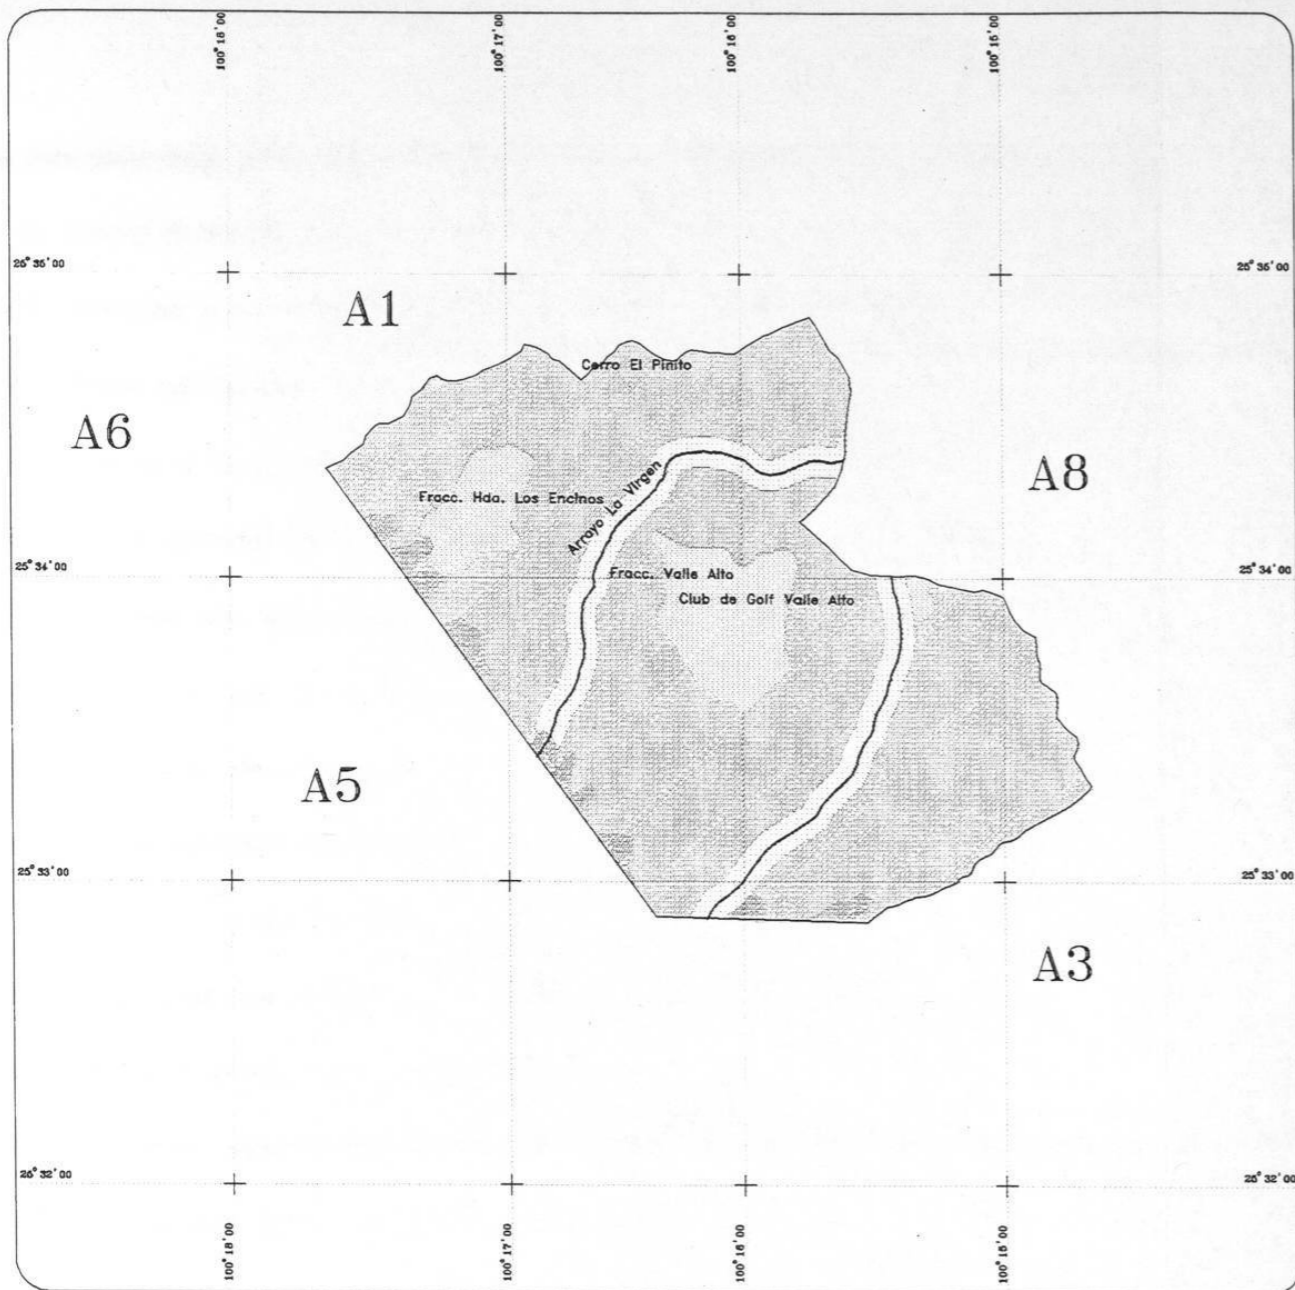 100° 18' 00
100° 17' 00
100° 16' 00
100° 15' 00
25° 35' 00
25° 35' 00
A1
Cerro El Pinito
A6
A8
Arroyo La Virgen
Fracc. Hda. Los Encinos
25° 34' 00
25° 34' 00
Fracc. Valle Alto
Club de Golf Valle Alto
A5
25° 33' 00
25° 33' 00
A3
25° 32' 00
25° 32' 00
100° 18' 00
100° 17' 00
100° 16' 00
100° 15' 00